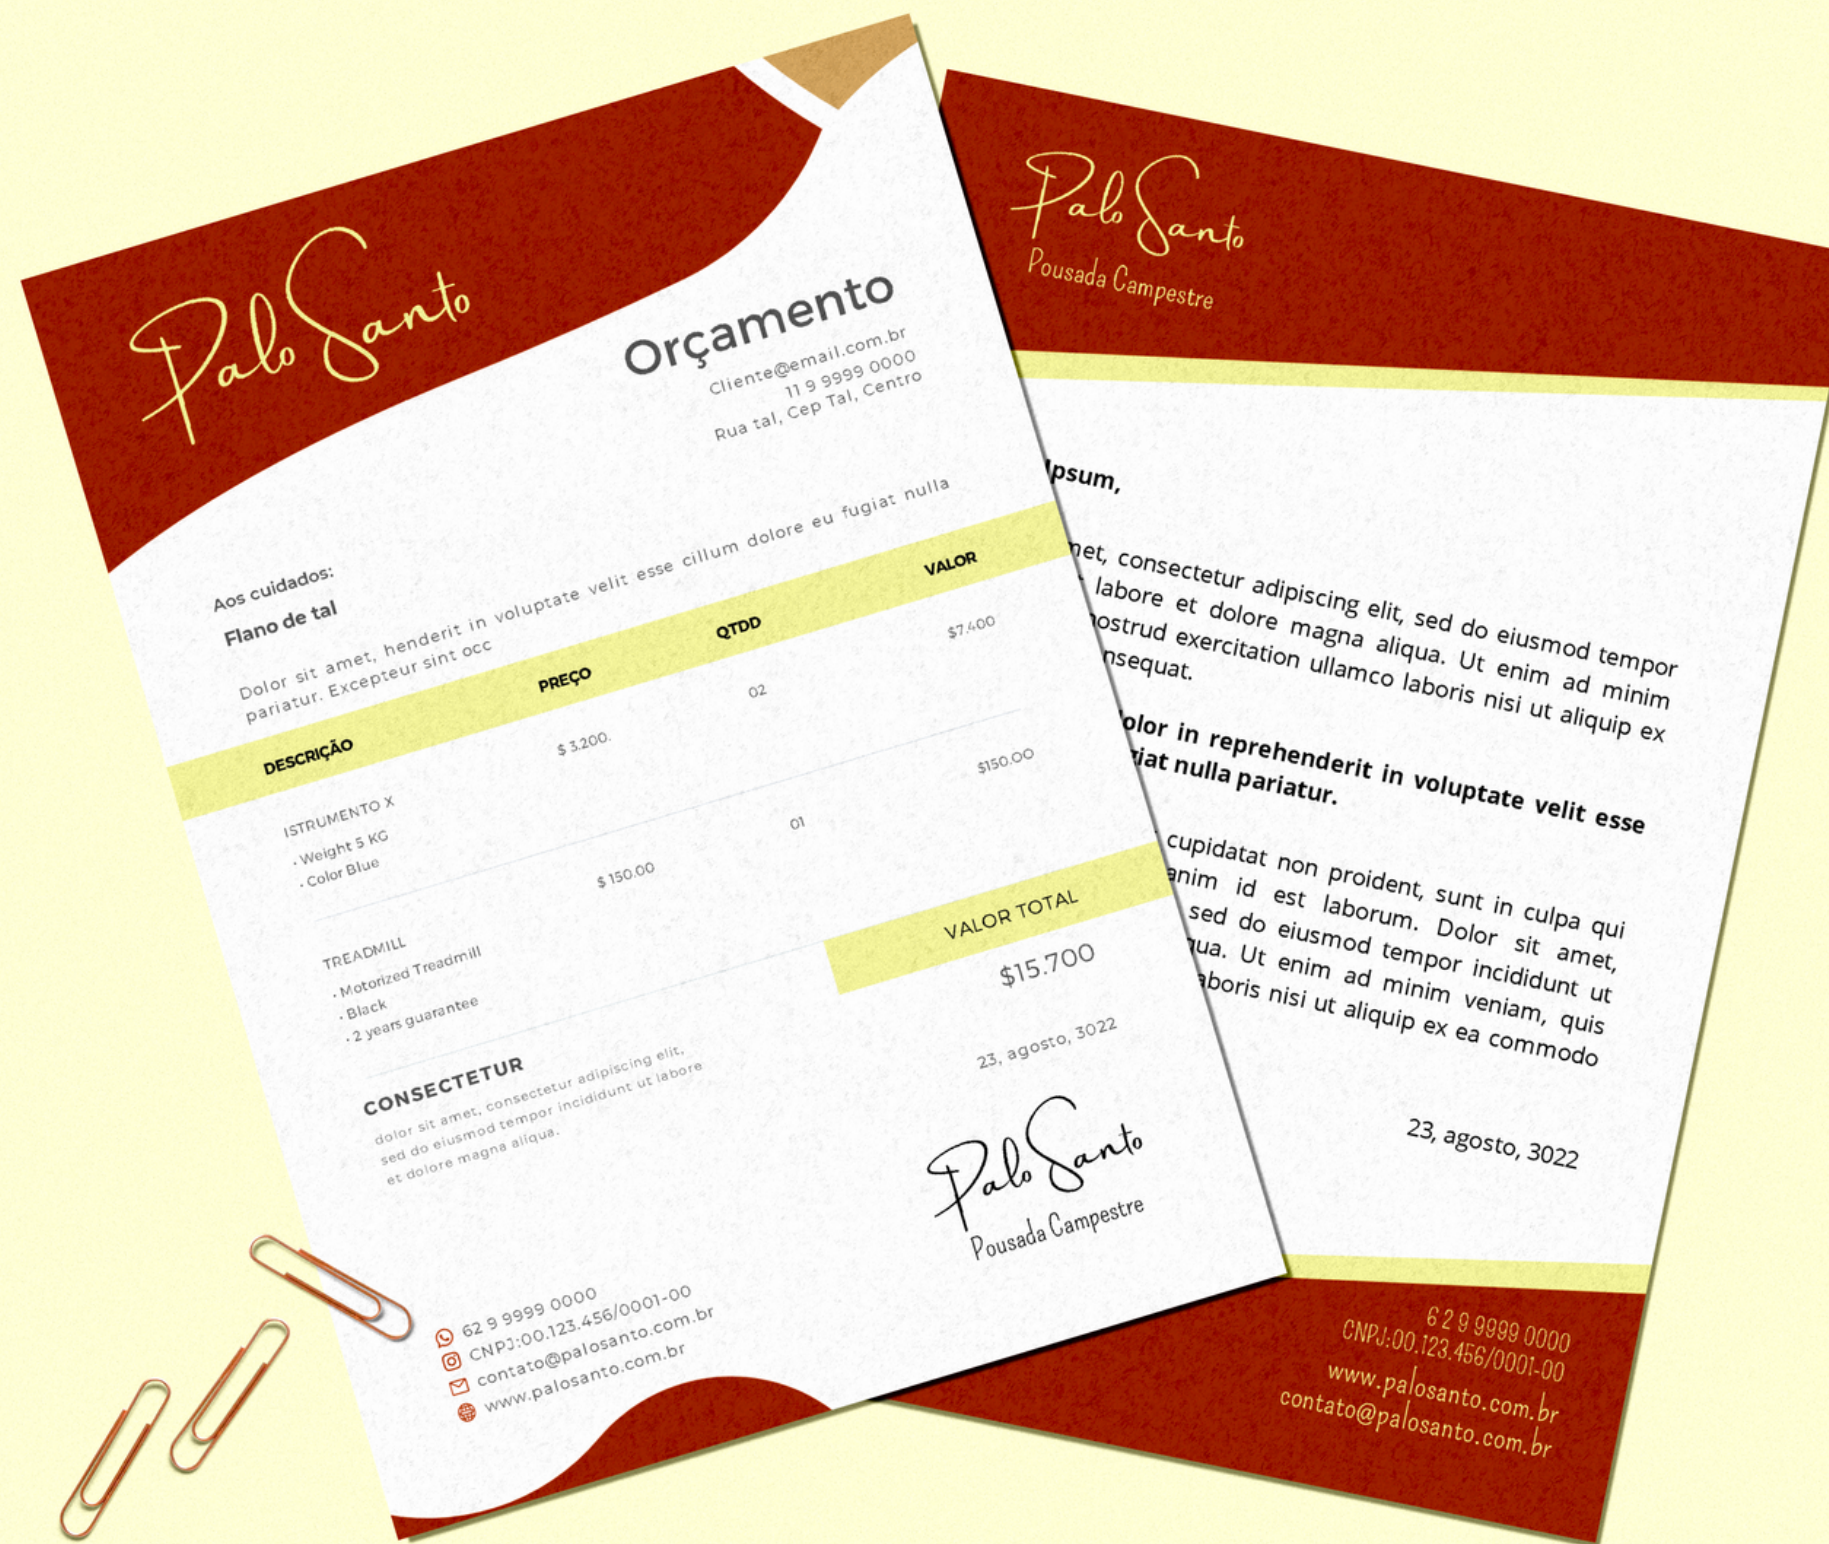 Palo Santo
Orçamento
Cliente@email.com.br
11 9 9999 0000
Rua tal, Cep Tal, Centro
Aos cuidados:
Flano de tal
Dolor sit amet, henderit in voluptate velit esse cillum dolore eu fugiat nulla
pariatur. Excepteur sint occ
DESCRIÇÃO PREÇO QTDD VALOR
ISTRUMENTO X $ 3.200. 02 $7.400
• Weight 5 KG
• Color Blue
TREADMILL $ 150.00 01 $150.00
• Motorized Treadmill
• Black
• 2 years guarantee
VALOR TOTAL
$15.700
CONSECTETUR
dolor sit amet, consectetur adipiscing elit,
sed do eiusmod tempor incididunt ut labore
et dolore magna aliqua.
23, agosto, 3022
Palo Santo
Pousada Campestre
62 9 9999 0000
CNPJ:00.123.456/0001-00
contato@palosanto.com.br
www.palosanto.com.br
Palo Santo
Pousada Campestre
Ipsum,
met, consectetur adipiscing elit, sed do eiusmod tempor
labore et dolore magna aliqua. Ut enim ad minim
nostrud exercitation ullamco laboris nisi ut aliquip ex
nsequat.
olor in reprehenderit in voluptate velit esse
giat nulla pariatur.
cupidatat non proident, sunt in culpa qui
anim id est laborum. Dolor sit amet,
sed do eiusmod tempor incididunt ut
qua. Ut enim ad minim veniam, quis
aboris nisi ut aliquip ex ea commodo
23, agosto, 3022
6 2 9 9999 0000
CNPJ:00.123.456/0001-00
www.palosanto.com.br
contato@palosanto.com.br